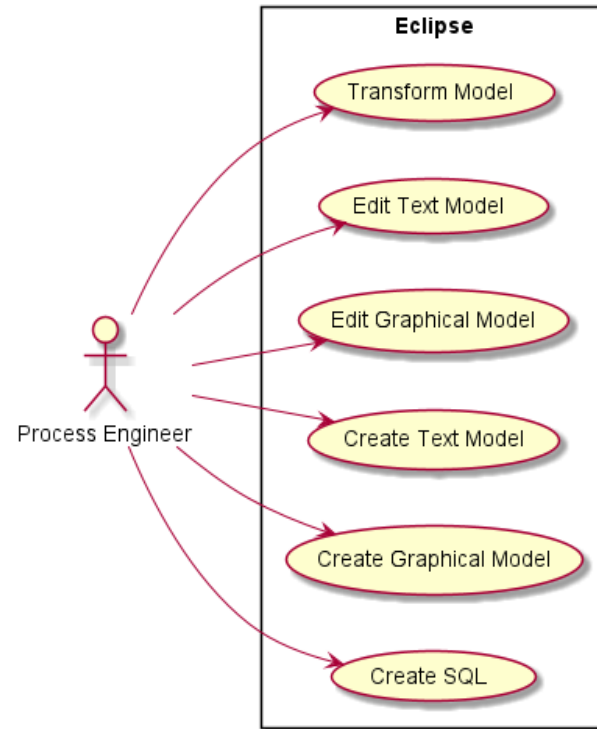 Eclipse
Transform Model
Edit Text Model
Edit Graphical Model
Process Engineer
Create Text Model
Create Graphical Model
Create SQL